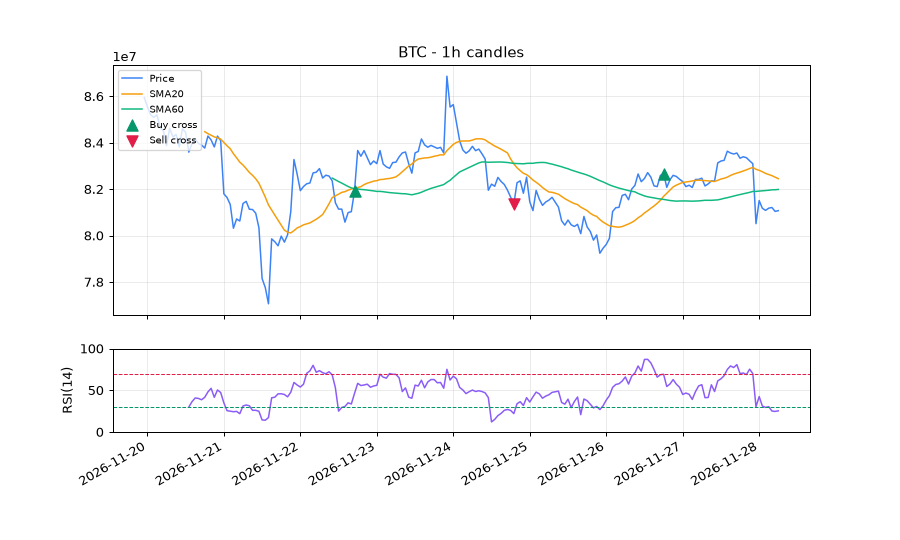 BTC - 1h candles
1e7
Price
SMA20
SMA60
Buy cross
Sell cross
8.6
8.4
8.2
8.0
7.8
RSI(14)
100
50
0
2026-11-20
2026-11-21
2026-11-22
2026-11-23
2026-11-24
2026-11-25
2026-11-26
2026-11-27
2026-11-28